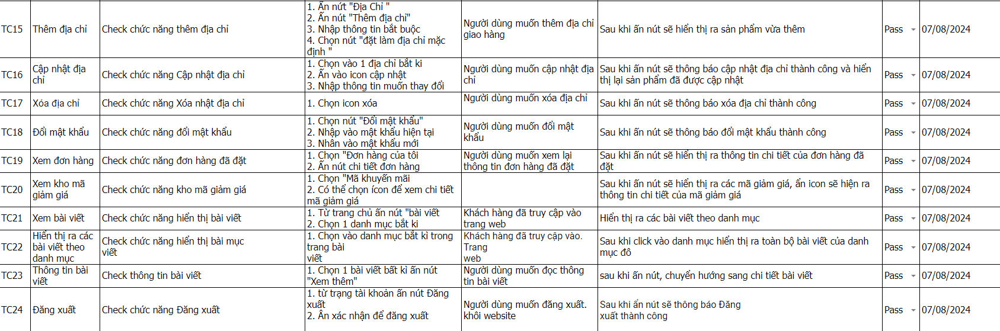 TC15
Thêm địa chỉ
Check chức năng thêm địa chỉ
1. Ấn nứt "Địa Chỉ "
2. Ấn nút "Thêm địa chỉ"
3. Nhập thông tin bắt buộc
4. Chọn nút "đặt làm địa chỉ mặc
định "
Người dùng muốn thêm địa chỉ
giao hàng
Sau khi ấn nút sẽ hiển thị ra sản phẩm vừa thêm
Pass
07/08/2024
TC16
Cập nhật địa
chỉ
Check chức năng Cập nhật địa chỉ
1. Chọn vào 1 địa chỉ bắt ki
2. Ấn vào icon cập nhật
3. Nhập thông tin muốn thay đổi
Người dùng muốn cập nhật địa
chỉ
Sau khi ấn nút sẽ thông báo cập nhật địa chỉ thành công và hiển
thị lại sản phẩm đã được cập nhật
Pass
07/08/2024
TC17
Xóa địa chỉ
Check chức năng Xóa nhật địa chỉ
1. Chọn icon xóa
Người dùng muốn xóa địa chỉ
Sau khi ấn nút sẽ thông báo xóa địa chỉ thành công
Pass
07/08/2024
TC18
Đổi mật khẩu
Check chức năng đổi mật khẩu
1. Chọn nút "Đổi mật khẩu"
2. Nhập vào mật khẩu hiện tại
3. Nhân vào mật khẩu mới
Người dùng muốn đổi mật
khẩu
Sau khi ấn nút sẽ thông báo đổi mật khẩu thành công
Pass
07/08/2024
TC19
Xem đơn hàng
Check chức năng đơn hàng đã đặt
1. Chọn "Đơn hàng của tôi
2. Ấn nút chi tiết đơn hàng
Người dùng muốn xem lại
thông tin đơn hàng đã đặt
Sau khi ấn nút sẽ hiển thị ra thông tin chi tiết của đơn hàng đã
đặt
Pass
07/08/2024
TC20
Xem kho mã
giảm giá
Check chức năng kho mã giảm giá
1. Chọn "Mã khuyến mãi
2. Có thể chọn ícon để xem chi tiết
mã giảm giá
Sau khi ấn nút sẽ hiển thị ra các mã giảm giá, ấn icon sẽ hiện ra
thông tin chi tiết của mã giảm giá
Pass
07/08/2024
TC21
Xem bài viết
Check chức năng hiển thị bài viết
1. Từ trang chủ ấn nút "bài viết
2. Chọn 1 danh mục bắt ki
Khách hàng đã truy cập vào
trang web
Hiển thị ra các bài viết theo danh mục
Pass
07/08/2024
TC22
Hiển thị ra các
bài viết theo
danh mục
Check chức năng hiển thị bài mục
viết
1. Chọn vào danh mục bắt kì trong
trang bài
viết
Khách hàng đã truy cập vào.
Trang
web
Sau khi click vào danh mục hiển thị ra toàn bộ bài viết của danh
mục đô
Pass
07/08/2024
TC23
Thông tin bài
viết
Check thông tin bài viết
1. Chọn 1 bài viết bất kì ấn nút
"Xem thêm"
Người dùng muốn đọc thông
tin bài viết
sau khi ấn nút, chuyển hướng sang chi tiết bài viết
Pass
07/08/2024
TC24
Đăng xuất
Check chức năng Đăng xuất
1. từ trạng tài khoản ấn nút Đăng
xuất
2. Ân xác nhận để đăng xuất
Người dùng muốn đăng xuất.
khôi website
Sau khi ấn nút sẽ thông báo Đăng
xuất thành công
Pass
07/08/2024